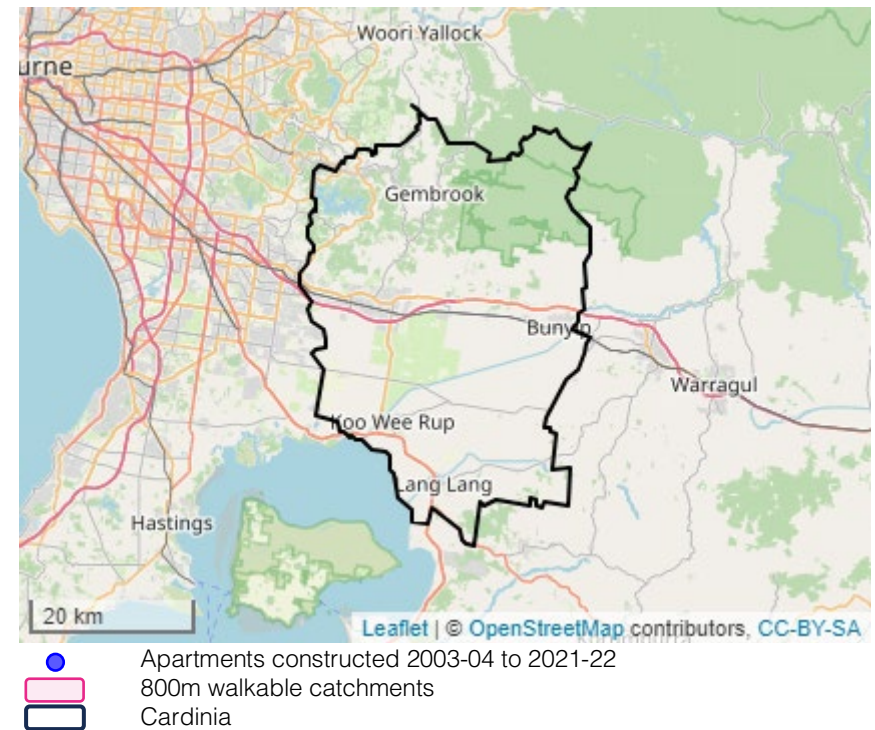 Woori Yallock
urne
Gembrook
Bunyip
Warragul
Koo Wee Rup
Lang Lang
Hastings
20 km
Leaflet | © OpenStreetMap contributors, CC-BY-SA
Apartments constructed 2003-04 to 2021-22
800m walkable catchments
Cardinia